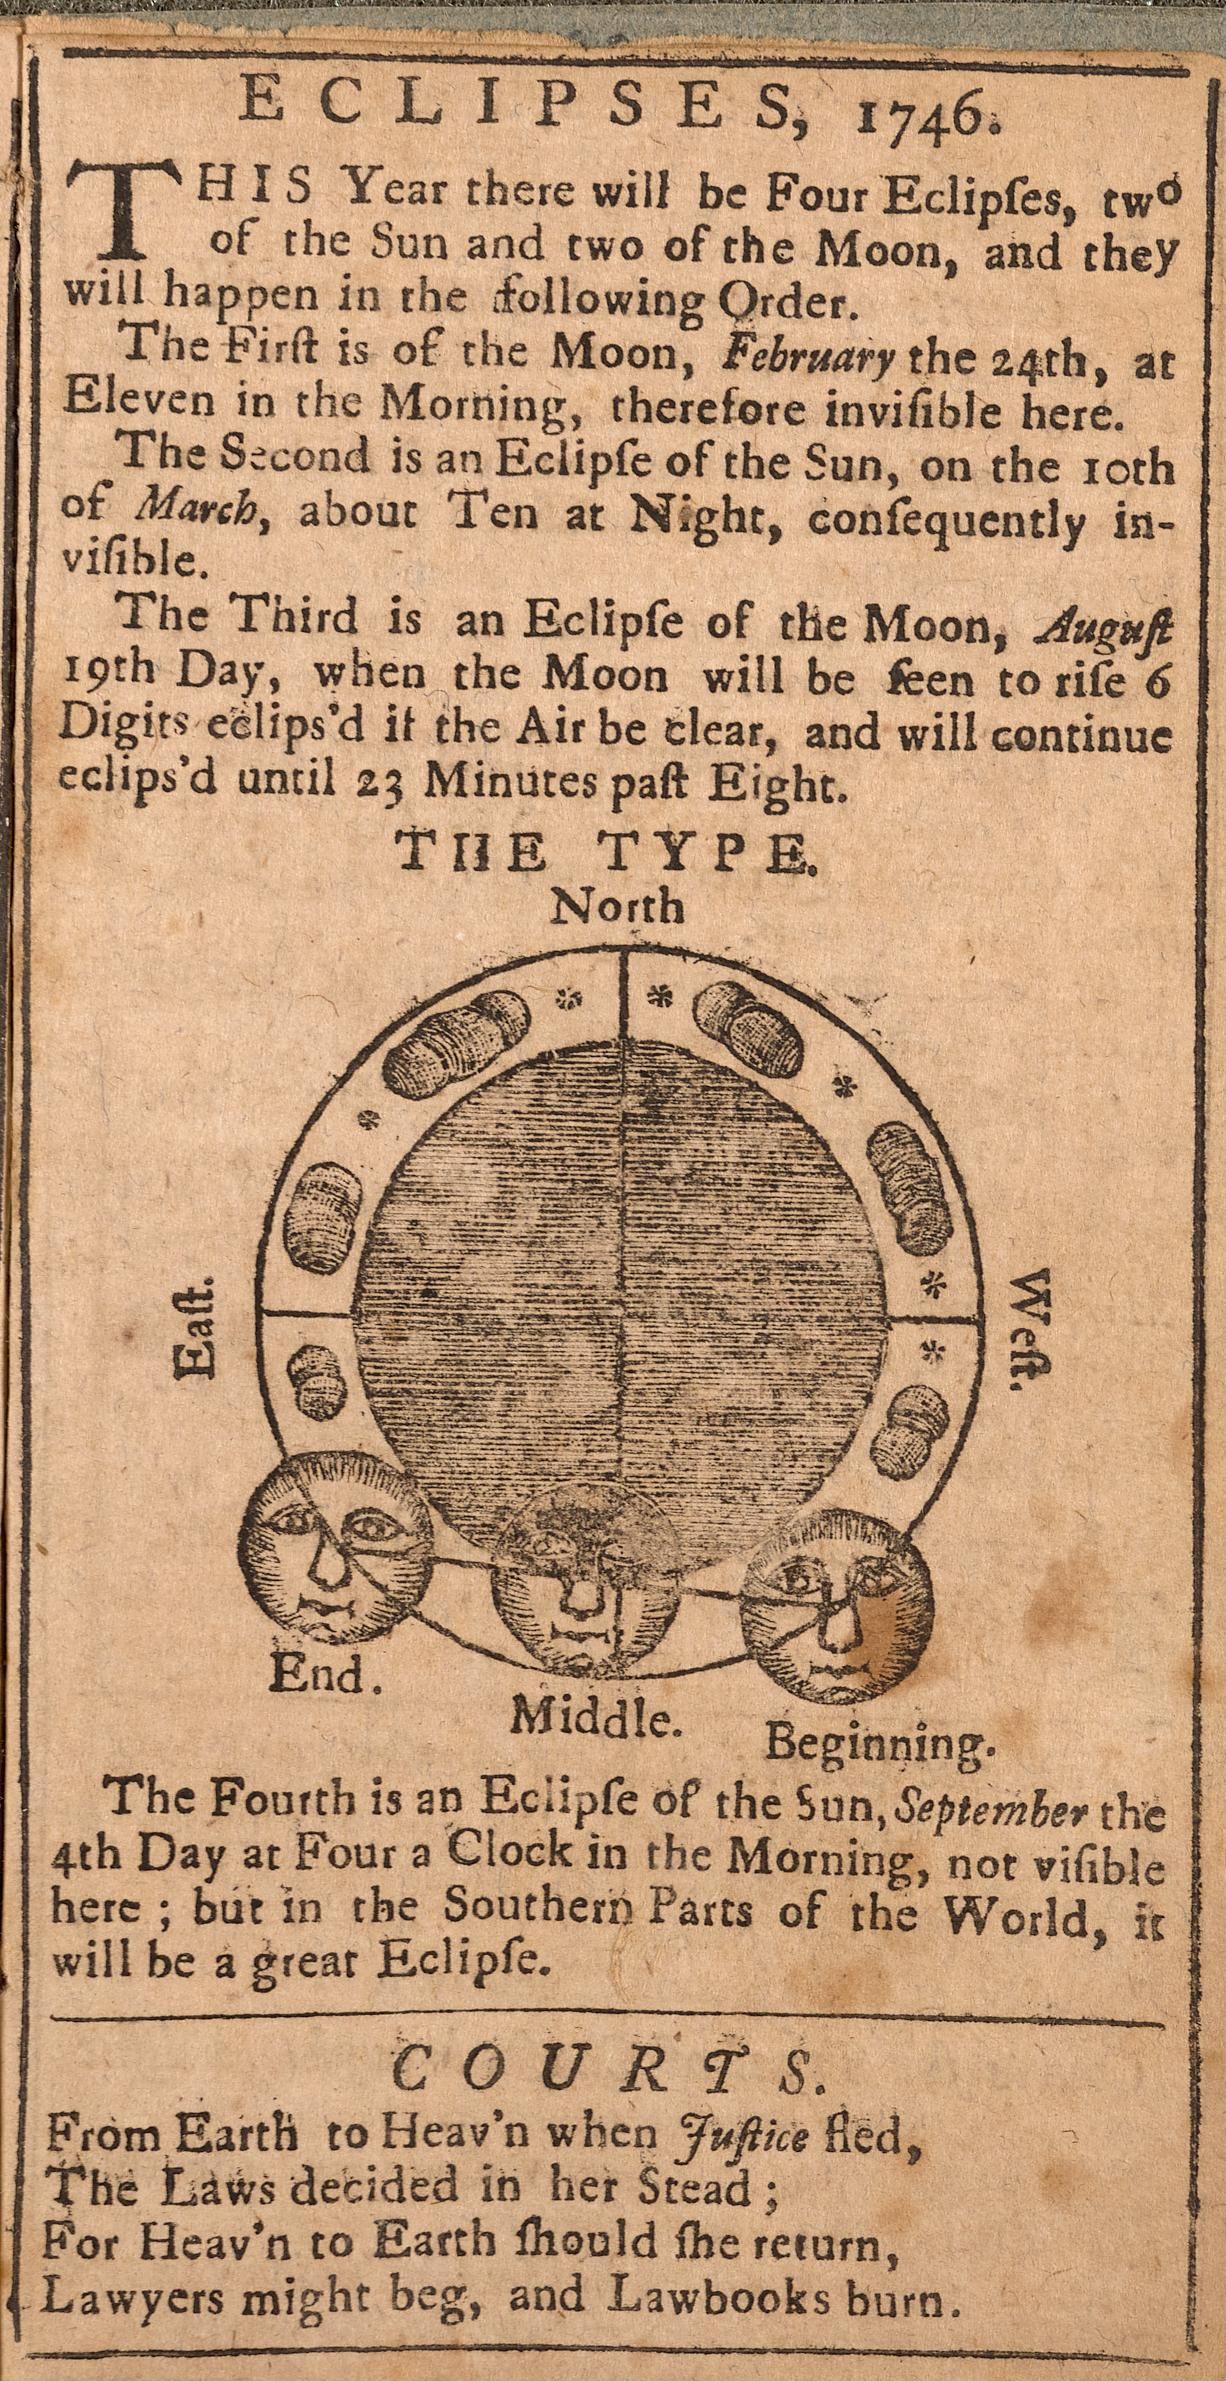 ECLIPSES, 1746.
THIS Year there will be Four Eclipſes, two
of the Sun and two of the Moon, and they
will happen in the following Order.
The Firſt is of the Moon, February the 24th, at
Eleven in the Morning, therefore inviſible here.
The Second is an Eclipſe of the Sun, on the 10th
of March, about Ten at Night, conſequently in-
viſible.
The Third is an Eclipſe of the Moon, Auguſt
19th Day, when the Moon will be ſeen to riſe 6
Digits eclips'd if the Air be clear, and will continue
eclips'd until 23 Minutes paſt Eight.
THE TYPE.
North
Eaſt.
Weſt.
End.
Middle.
Beginning.
The Fourth is an Eclipſe of the Sun, September the
4th Day at Four a Clock in the Morning, not viſible
here ; but in the Southern Parts of the World, it
will be a great Eclipſe.
COURTS.
From Earth to Heav'n when Juſtice fled,
The Laws decided in her Stead ;
For Heav'n to Earth ſhould ſhe return,
Lawyers might beg, and Lawbooks burn.